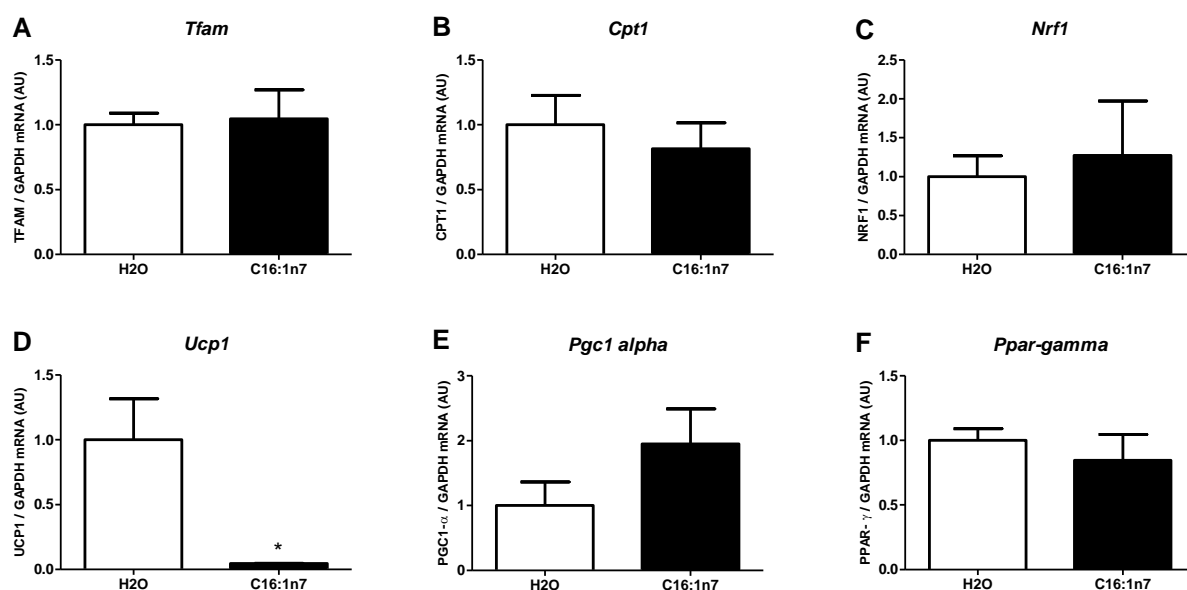 A
Tfam
TFAM / GAPDH mRNA (AU)
1.5
1.0
0.5
0.0
H2O
C16:1n7
B
Cpt1
CPT1 / GAPDH mRNA (AU)
1.5
1.0
0.5
0.0
H2O
C16:1n7
C
Nrf1
NRF1 / GAPDH mRNA (AU)
2.5
2.0
1.5
1.0
0.5
0.0
H2O
C16:1n7
D
Ucp1
UCP1 / GAPDH mRNA (AU)
1.5
1.0
0.5
0.0
*
H2O
C16:1n7
E
Pgc1 alpha
PGC1-α / GAPDH mRNA (AU)
3
2
1
0
H2O
C16:1n7
F
Ppar-gamma
PPAR- γ / GAPDH mRNA (AU)
1.5
1.0
0.5
0.0
H2O
C16:1n7